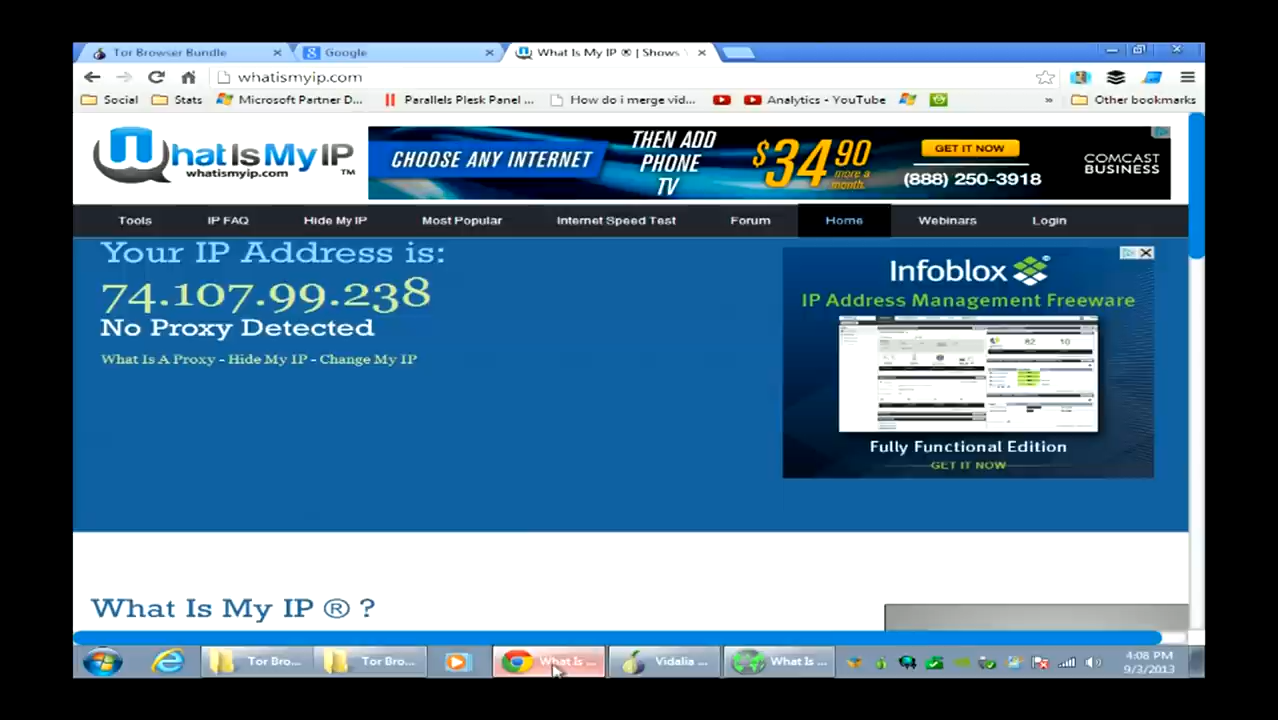 Tor Browser Bundle
Google
What Is My IP ® | Shows
whatismyip.com
Social
Stats
Microsoft Partner D...
Parallels Plesk Panel ...
How do i merge vid...
Analytics - YouTube
»
Other bookmarks
WhatIsMyIP™
whatismyip.com
CHOOSE ANY INTERNET
THEN ADD
PHONE
TV
$34.90
more a
month.
GET IT NOW
(888) 250-3918
COMCAST
BUSINESS
Tools
IP FAQ
Hide My IP
Most Popular
Internet Speed Test
Forum
Home
Webinars
Login
Your IP Address is:
74.107.99.238
No Proxy Detected
What Is A Proxy - Hide My IP - Change My IP
Infoblox
IP Address Management Freeware
82 10
Fully Functional Edition
GET IT NOW
What Is My IP ® ?
Tor Bro...
Tor Bro...
What Is ...
Vidalia ...
What Is ...
4:08 PM
9/3/2013